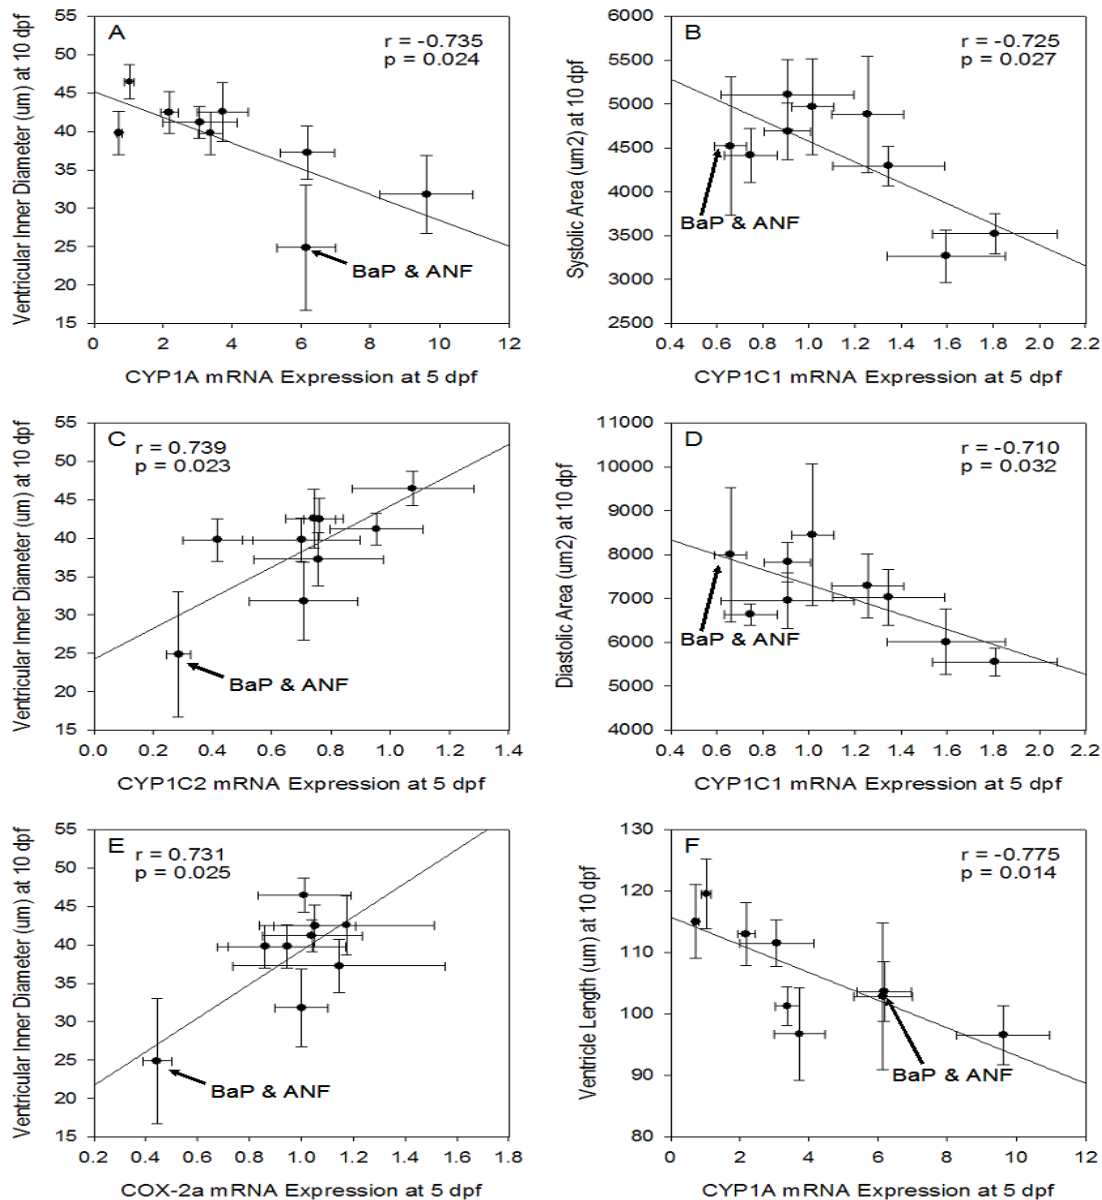 A
r = -0.735
p = 0.024
BaP & ANF
55
50
45
40
35
30
25
20
15
0
2
4
6
8
10
12
Ventricular Inner Diameter (um) at 10 dpf
CYP1A mRNA Expression at 5 dpf
B
r = -0.725
p = 0.027
BaP & ANF
6000
5500
5000
4500
4000
3500
3000
2500
0.4
0.6
0.8
1.0
1.2
1.4
1.6
1.8
2.0
2.2
Systolic Area (um2) at 10 dpf
CYP1C1 mRNA Expression at 5 dpf
C
r = 0.739
p = 0.023
BaP & ANF
55
50
45
40
35
30
25
20
15
0.0
0.2
0.4
0.6
0.8
1.0
1.2
1.4
Ventricular Inner Diameter (um) at 10 dpf
CYP1C2 mRNA Expression at 5 dpf
D
r = -0.710
p = 0.032
BaP & ANF
11000
10000
9000
8000
7000
6000
5000
4000
0.4
0.6
0.8
1.0
1.2
1.4
1.6
1.8
2.0
2.2
Diastolic Area (um2) at 10 dpf
CYP1C1 mRNA Expression at 5 dpf
E
r = 0.731
p = 0.025
BaP & ANF
55
50
45
40
35
30
25
20
15
0.2
0.4
0.6
0.8
1.0
1.2
1.4
1.6
1.8
Ventricular Inner Diameter (um) at 10 dpf
COX-2a mRNA Expression at 5 dpf
F
r = -0.775
p = 0.014
BaP & ANF
130
120
110
100
90
80
0
2
4
6
8
10
12
Ventricle Length (um) at 10 dpf
CYP1A mRNA Expression at 5 dpf